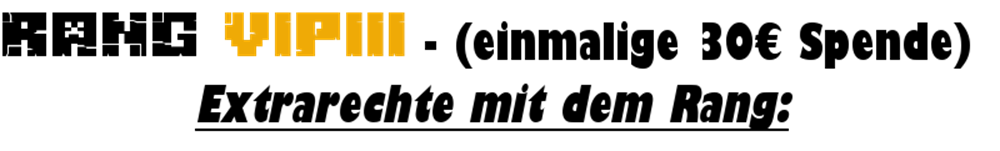 RANG VIPIII - (einmalige 30€ Spende)
Extrarechte mit dem Rang: